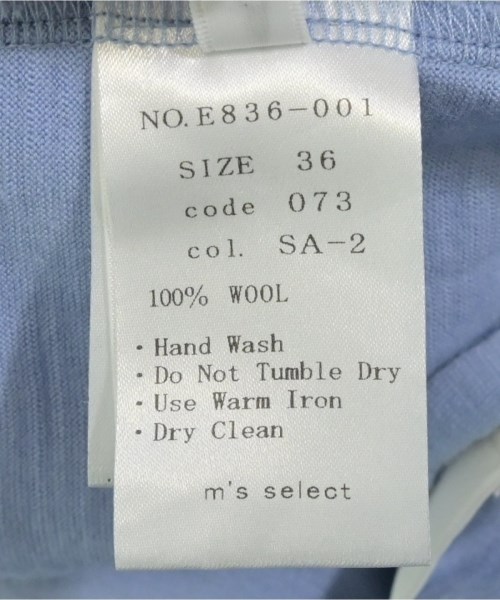 NO. E836-001
SIZE 36
code 073
col. SA-2
100% WOOL
・Hand Wash
・Do Not Tumble Dry
・Use Warm Iron
・Dry Clean
m's select